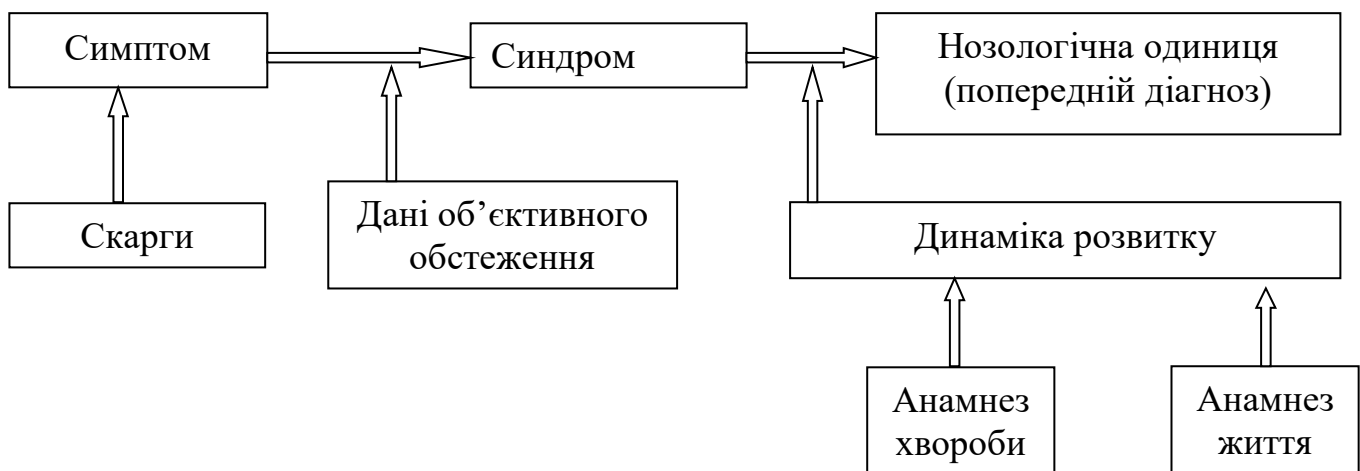 Симптом
Синдром
Нозологічна одиниця
(попередній діагноз)
Скарги
Дані об’єктивного
обстеження
Динаміка розвитку
Анамнез
хвороби
Анамнез
життя